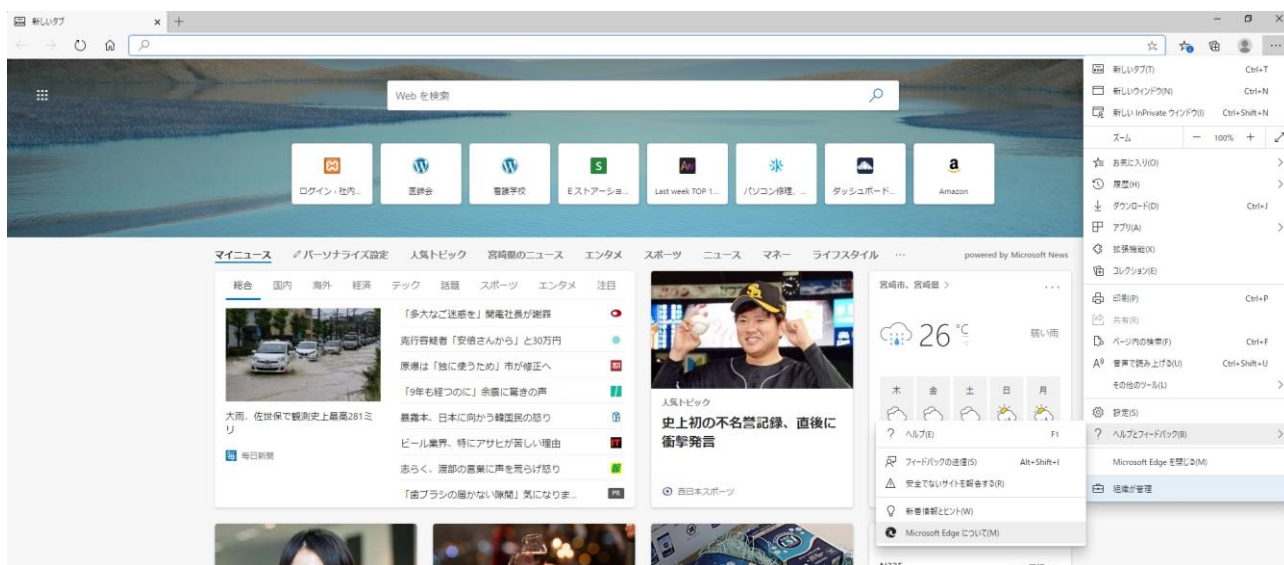 新しいタブ
Web を検索
ログイン - 社内...
医師会
看護学校
S
Eストアーショ...
Last week TOP 1...
パソコン修理、...
ダッシュボード...
a
Amazon
マイニュース
パーソナライズ設定
人気トピック
宮崎県のニュース
エンタメ
スポーツ
ニュース
マネー
ライフスタイル
...
powered by Microsoft News
総合 国内 海外 経済 テック 話題 スポーツ エンタメ 注目
「多大なご迷惑を」関電社長が謝罪
克行容疑者「安倍さんから」と30万円
原爆は「独に使うため」市が修正へ
「9年も経つのに」余震に驚きの声
暴露本、日本に向かう韓国民の怒り
ビール業界、特にアサヒが苦しい理由
志らく、渡部の言葉に声を荒らげ怒り
「歯ブラシの届かない隙間」気になりま...
PR
大雨、佐世保で観測史上最高281ミ
リ
毎日新聞
人気トピック
史上初の不名誉記録、直後に
衝撃発言
西日本スポーツ
宮崎市、宮崎県
...
26 °C
弱い雨
木 金 土 日 月
新しいタブ(T) Ctrl+T
新しいウィンドウ(N) Ctrl+N
新しい InPrivate ウィンドウ(I) Ctrl+Shift+N
ズーム − 100% +
お気に入り(O)
履歴(H)
ダウンロード(D) Ctrl+J
アプリ(A)
拡張機能(X)
コレクション(E)
印刷(P) Ctrl+P
共有(R)
ページ内の検索(F) Ctrl+F
音声で読み上げる(U) Ctrl+Shift+U
その他のツール(L)
設定(S)
ヘルプとフィードバック(B)
Microsoft Edge を閉じる(M)
組織が管理
ヘルプ(E) F1
フィードバックの送信(S) Alt+Shift+I
安全でないサイトを報告する(R)
新着情報とヒント(W)
Microsoft Edge について(M)